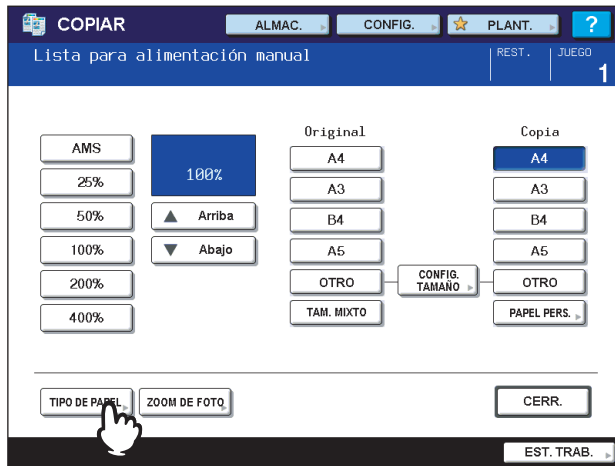 COPIAR
ALMAC.
CONFIG.
PLANT.
?
Lista para alimentación manual
REST.
JUEGO
1
AMS
25%
50%
100%
200%
400%
100%
Arriba
Abajo
Original
A4
A3
B4
A5
OTRO
TAM. MIXTO
CONFIG.
TAMAÑO
Copia
A4
A3
B4
A5
OTRO
PAPEL PERS.
TIPO DE PAPEL
ZOOM DE FOTO
CERR.
EST. TRAB.